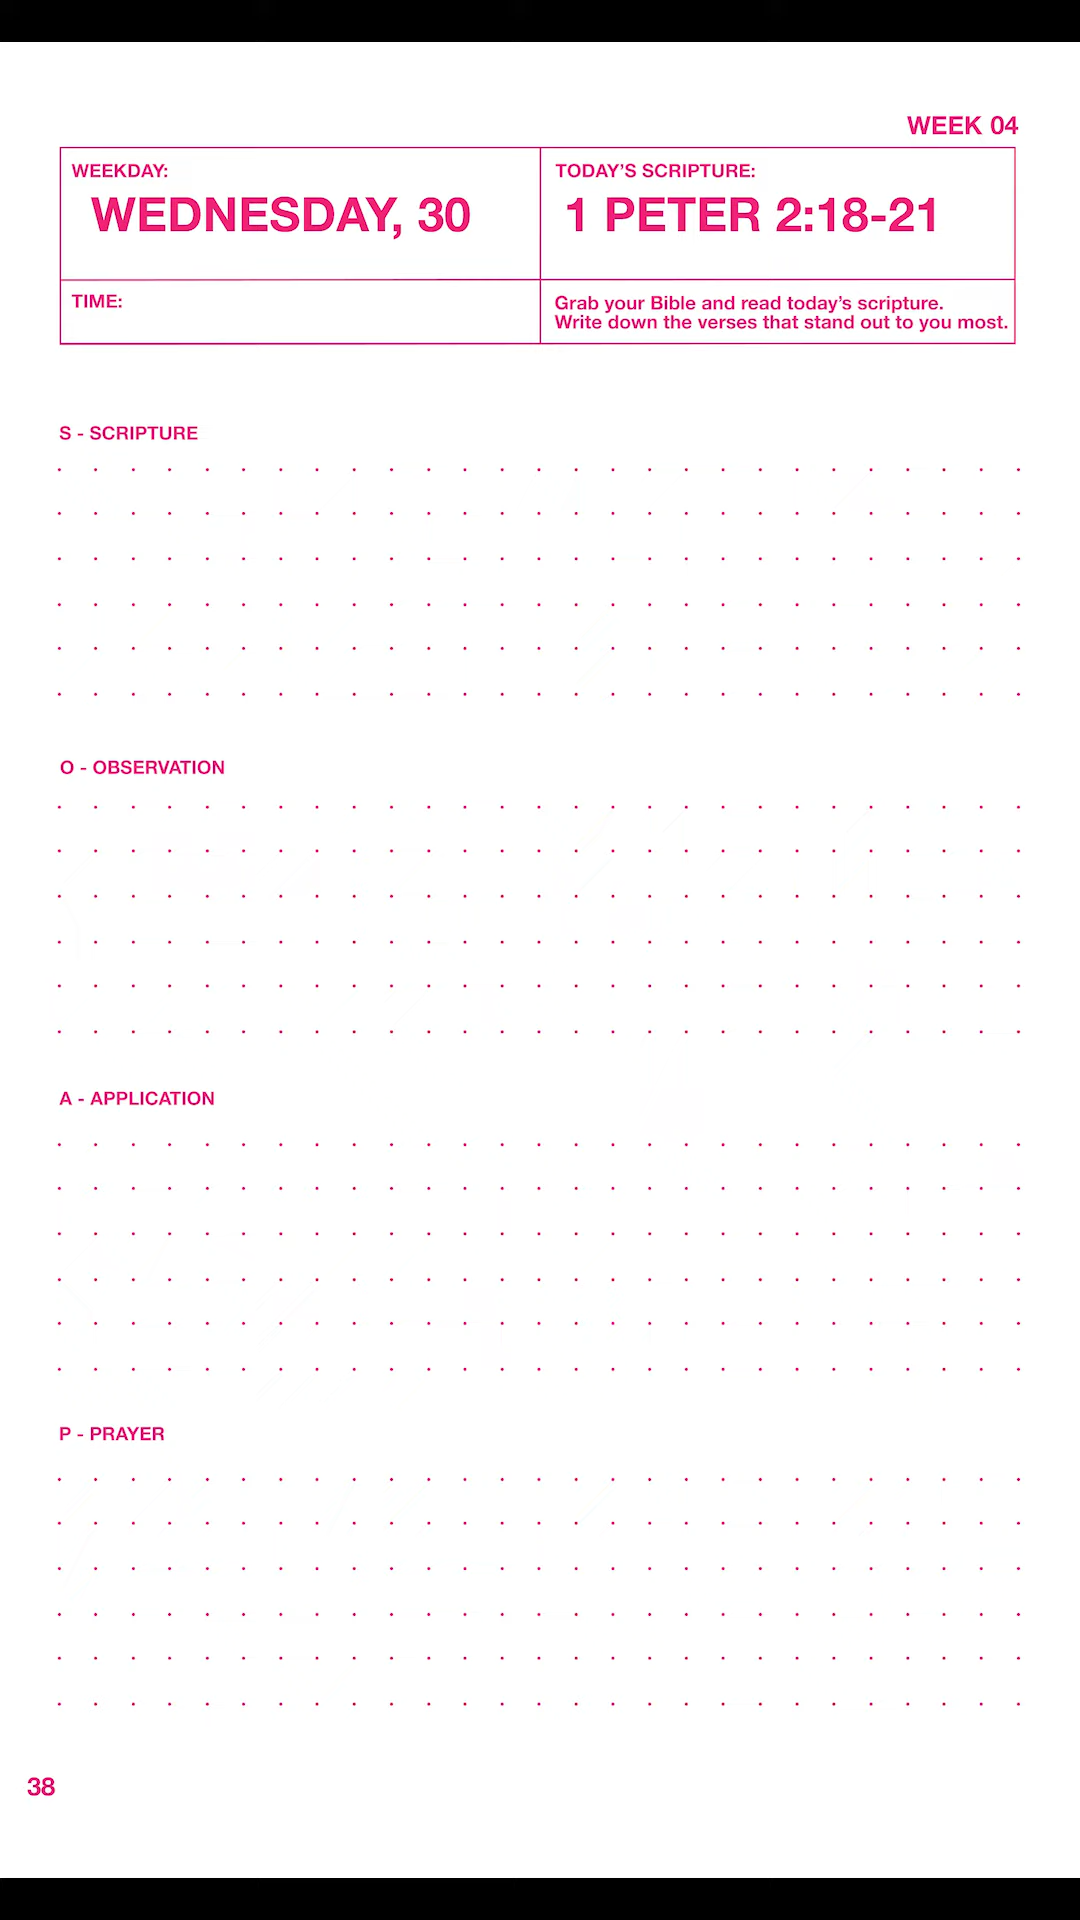 WEEK 04
WEEKDAY:
WEDNESDAY, 30
TODAY’S SCRIPTURE:
1 PETER 2:18-21
TIME:
Grab your Bible and read today’s scripture.
Write down the verses that stand out to you most.
S - SCRIPTURE
O - OBSERVATION
A - APPLICATION
P - PRAYER
38